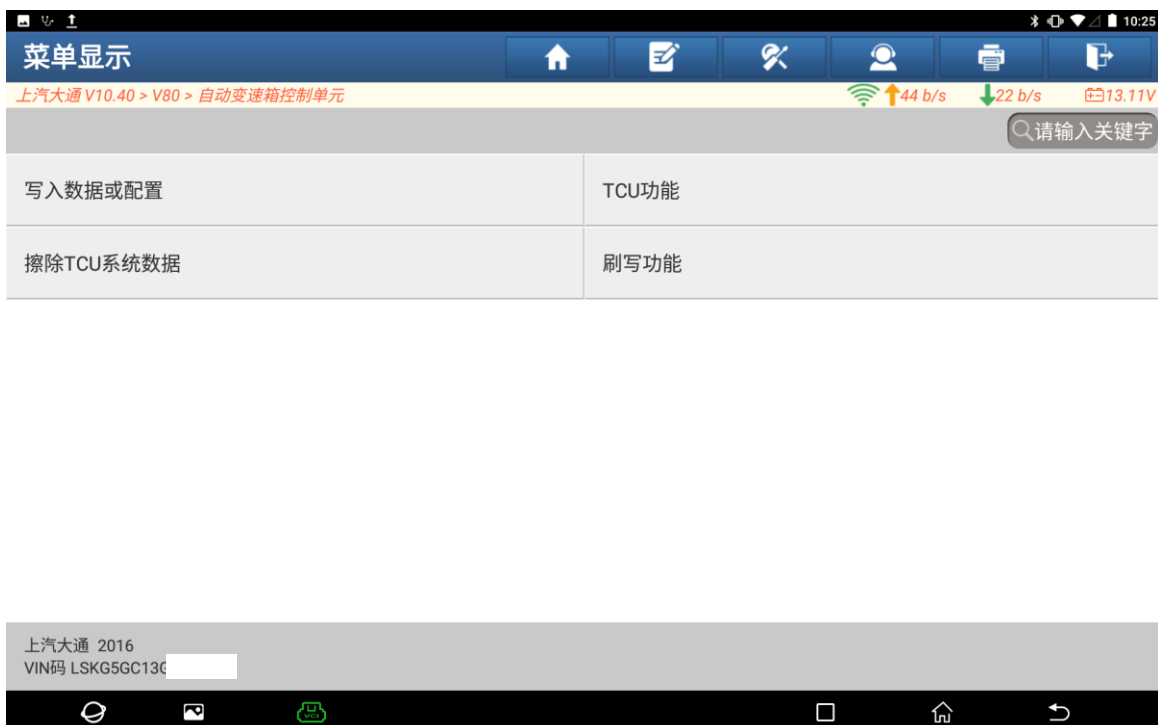 10:25
菜单显示
上汽大通 V10.40 > V80 > 自动变速箱控制单元
44 b/s 22 b/s 13.11V
请输入关键字
写入数据或配置
TCU功能
擦除TCU系统数据
刷写功能
上汽大通 2016
VIN码 LSKG5GC13G
VCI